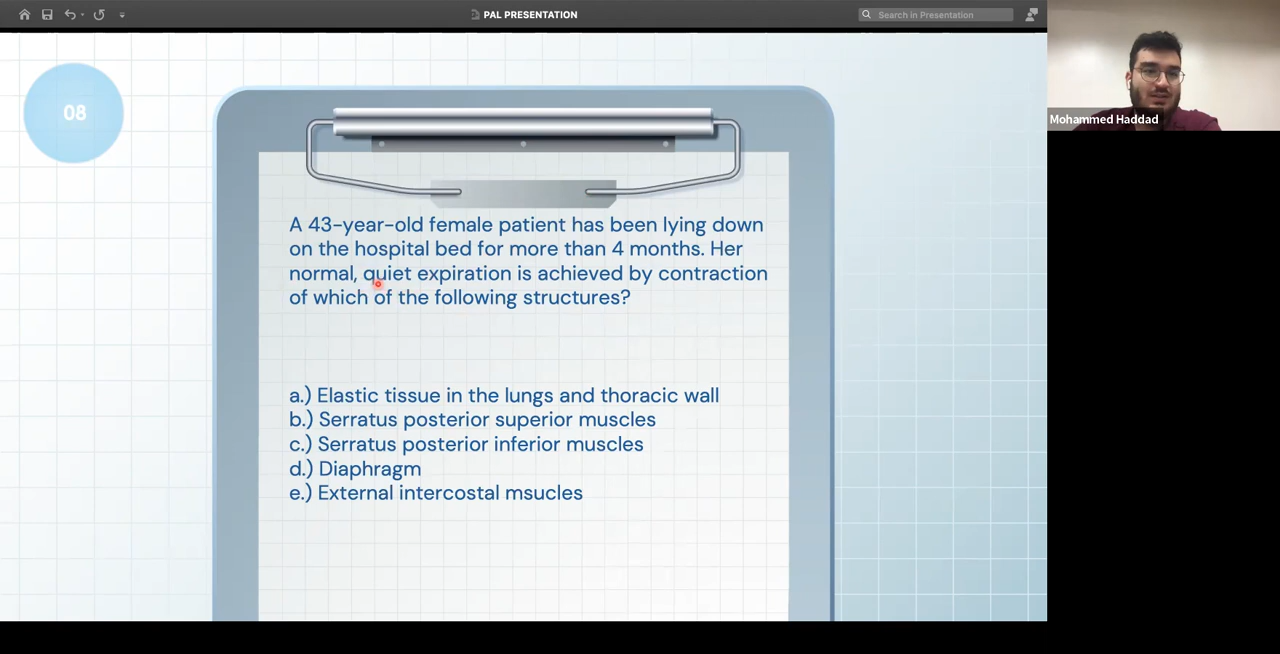 PAL PRESENTATION
Search in Presentation
08
Mohammed Haddad
A 43-year-old female patient has been lying down
on the hospital bed for more than 4 months. Her
normal, quiet expiration is achieved by contraction
of which of the following structures?
a.) Elastic tissue in the lungs and thoracic wall
b.) Serratus posterior superior muscles
c.) Serratus posterior inferior muscles
d.) Diaphragm
e.) External intercostal msucles